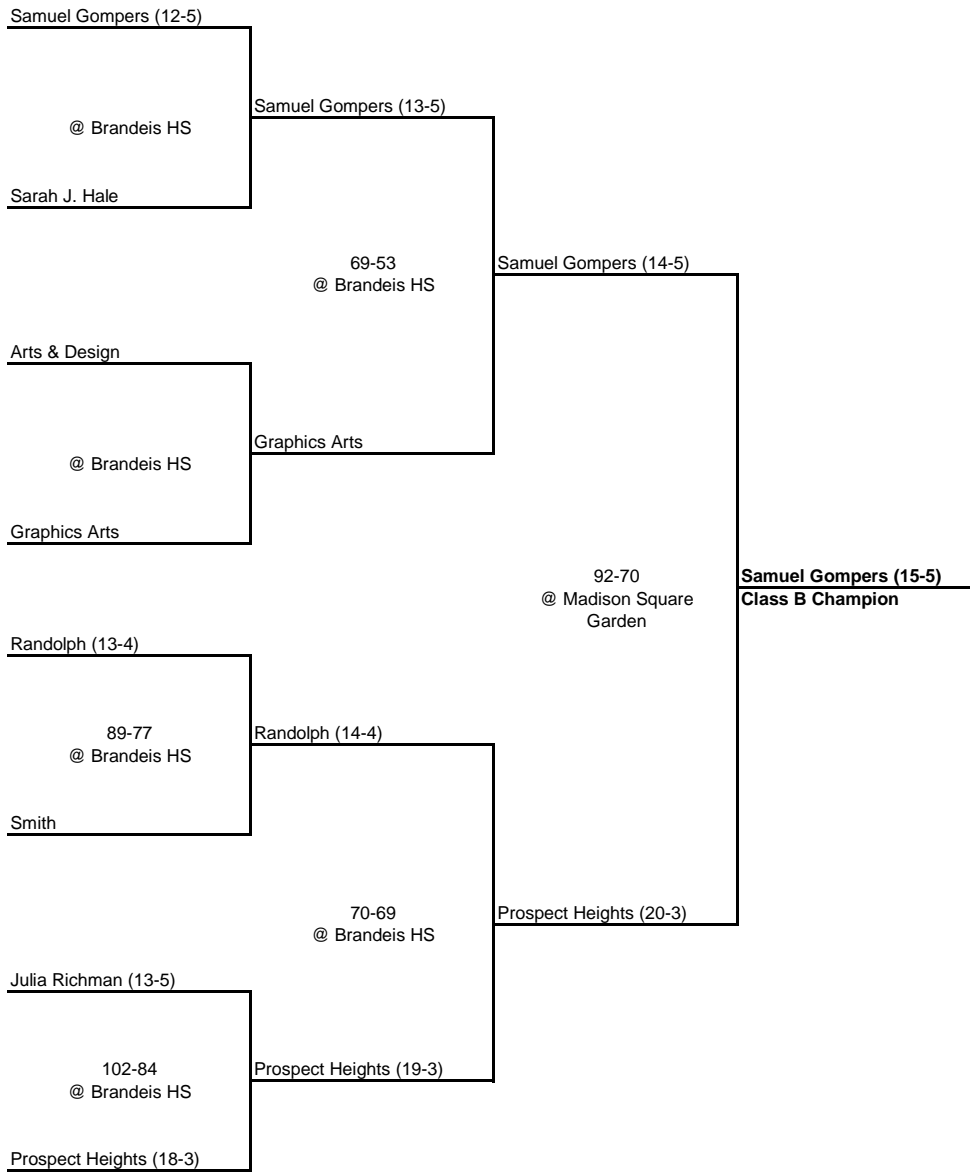 Samuel Gompers (12-5)
Samuel Gompers (13-5)
@ Brandeis HS
Sarah J. Hale
69-53
@ Brandeis HS
Samuel Gompers (14-5)
Arts & Design
Graphics Arts
@ Brandeis HS
Graphics Arts
92-70
@ Madison Square
Garden
Samuel Gompers (15-5)
Class B Champion
Randolph (13-4)
89-77
@ Brandeis HS
Randolph (14-4)
Smith
70-69
@ Brandeis HS
Prospect Heights (20-3)
Julia Richman (13-5)
102-84
@ Brandeis HS
Prospect Heights (19-3)
Prospect Heights (18-3)